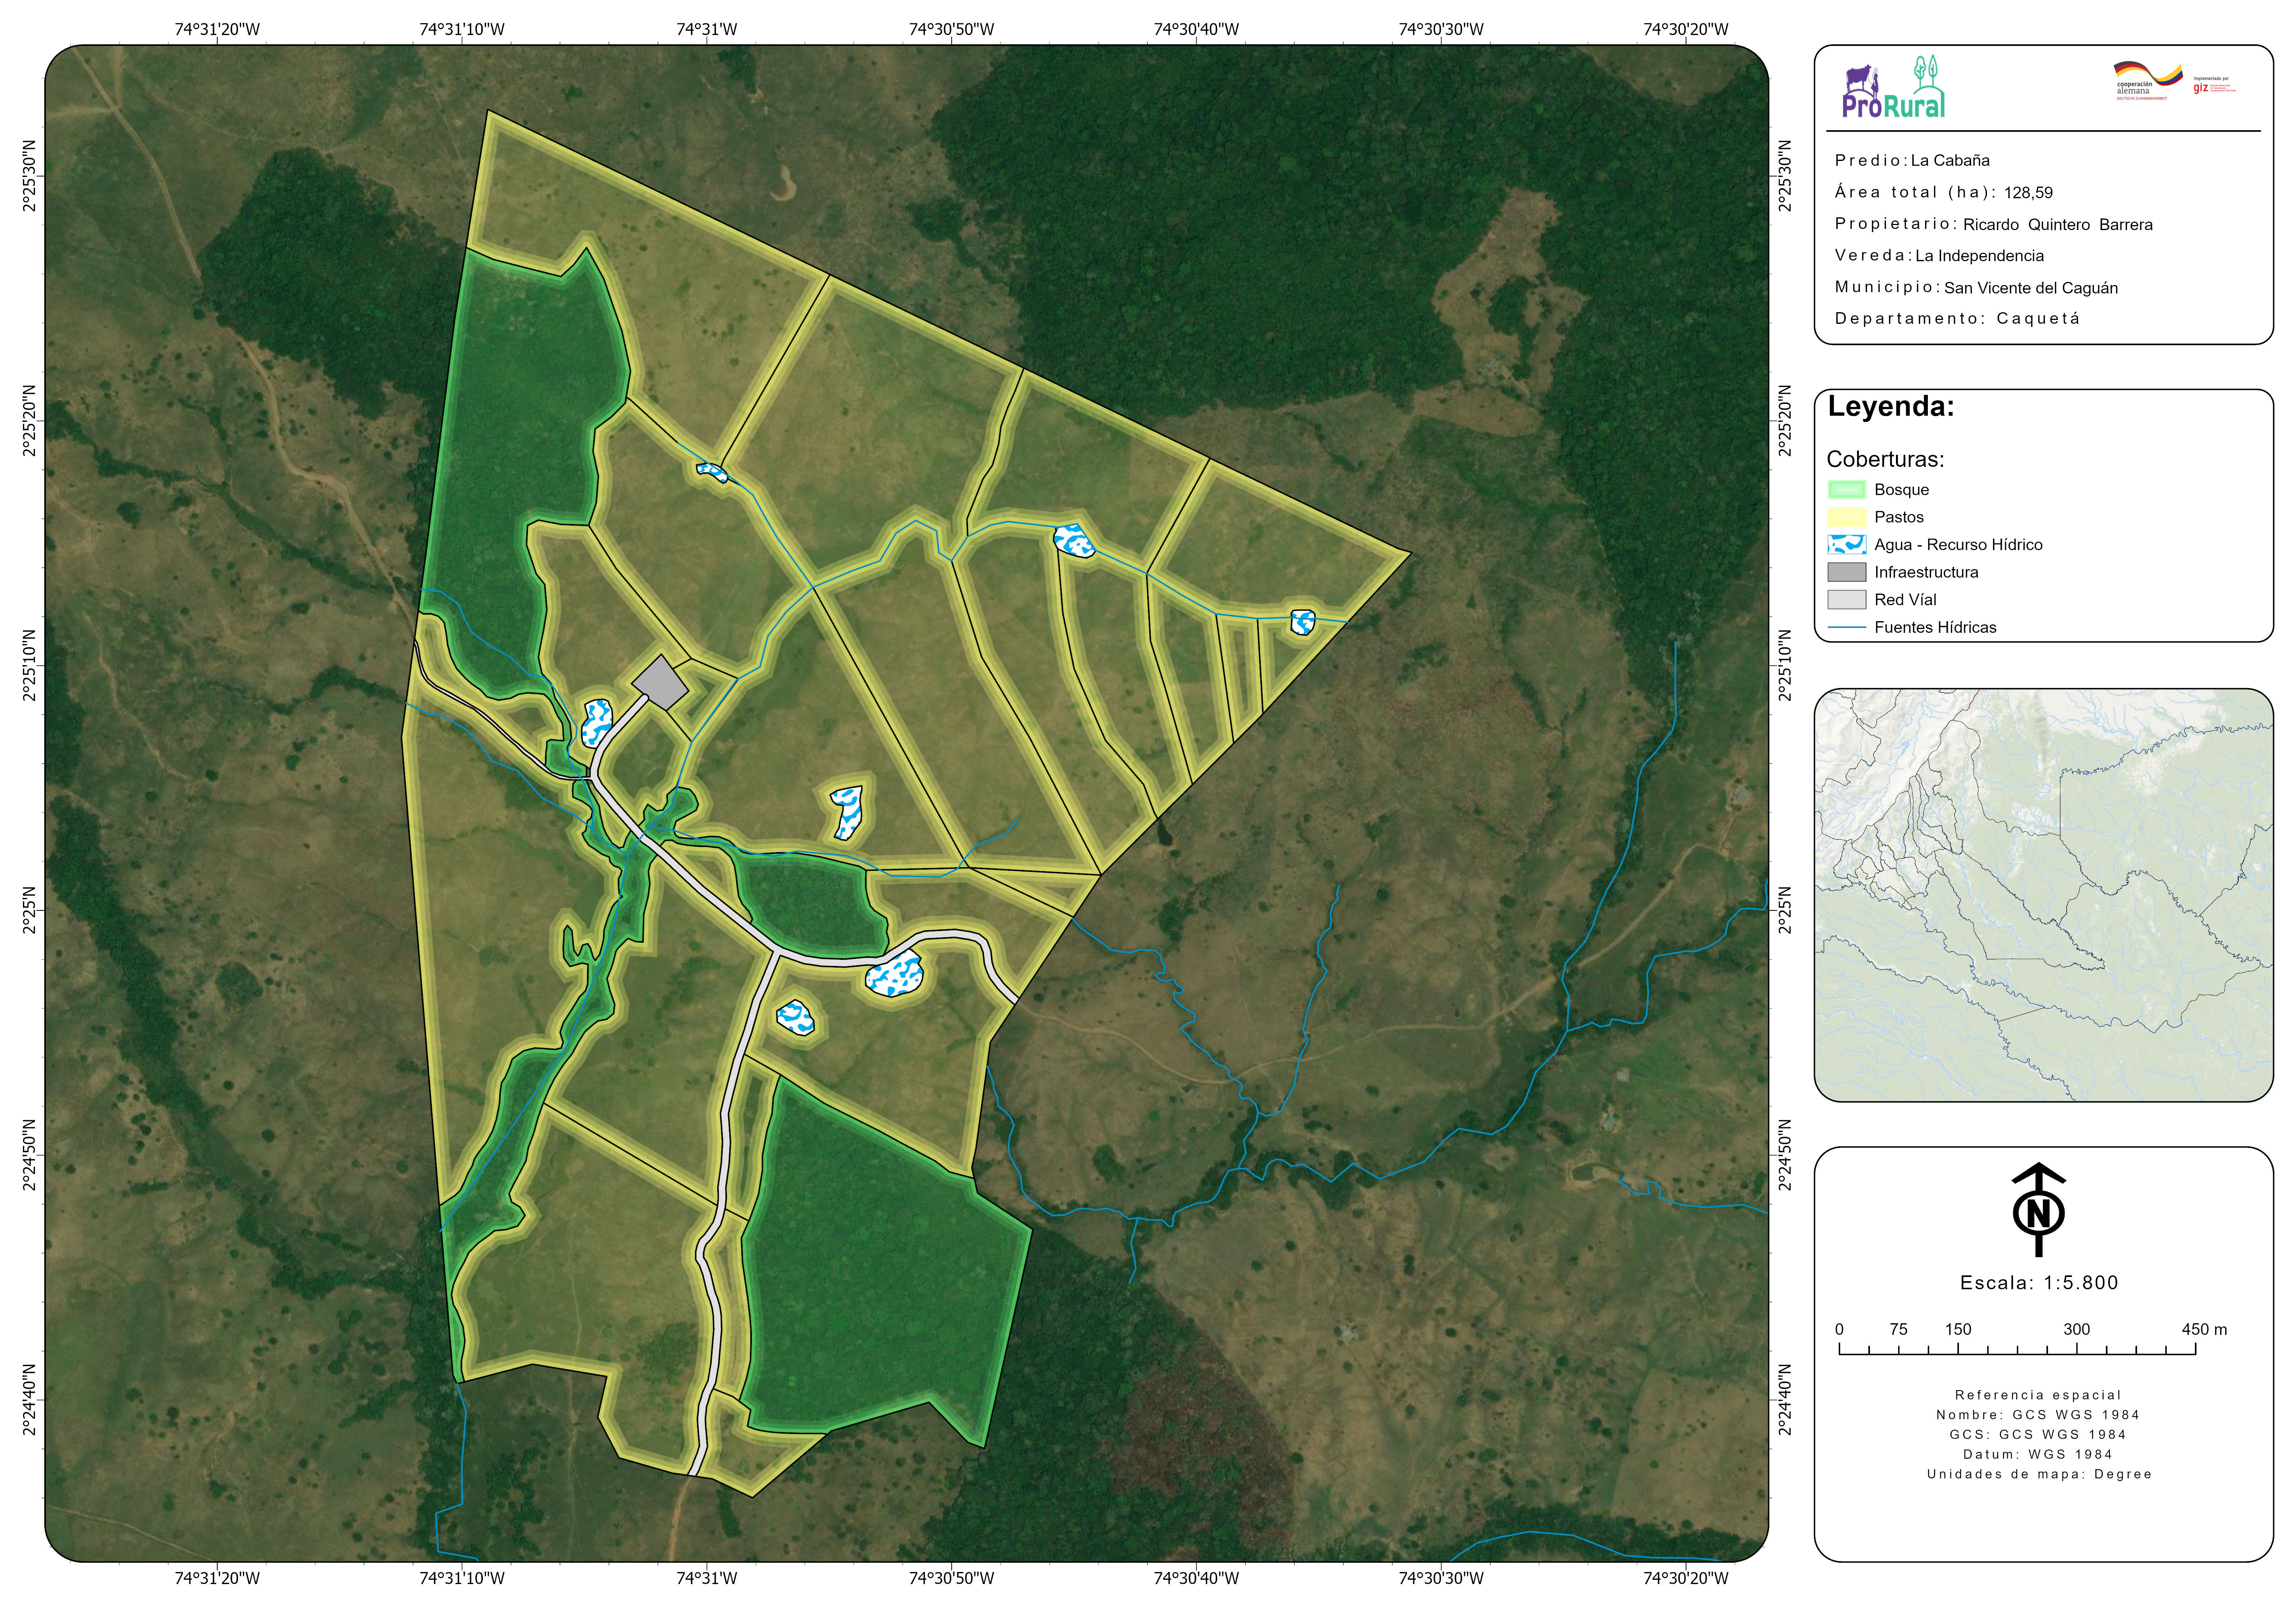 74°31'20"W 74°31'10"W 74°31'W 74°30'50"W 74°30'40"W 74°30'30"W 74°30'20"W
2°25'30"N 2°25'30"N
2°25'20"N 2°25'20"N
2°25'10"N 2°25'10"N
2°25'N 2°25'N
2°24'50"N 2°24'50"N
2°24'40"N 2°24'40"N
74°31'20"W 74°31'10"W 74°31'W 74°30'50"W 74°30'40"W 74°30'30"W 74°30'20"W
ProRural
cooperación
alemana
DEUTSCHE ZUSAMMENARBEIT
Implementada por
giz
Predio: La Cabaña
Área total (ha): 128,59
Propietario: Ricardo Quintero Barrera
Vereda: La Independencia
Municipio: San Vicente del Caguán
Departamento: Caquetá
Leyenda:
Coberturas:
Bosque
Pastos
Agua - Recurso Hídrico
Infraestructura
Red Víal
Fuentes Hídricas
N
Escala: 1:5.800
0 75 150 300 450 m
Referencia espacial
Nombre: GCS WGS 1984
GCS: GCS WGS 1984
Datum: WGS 1984
Unidades de mapa: Degree